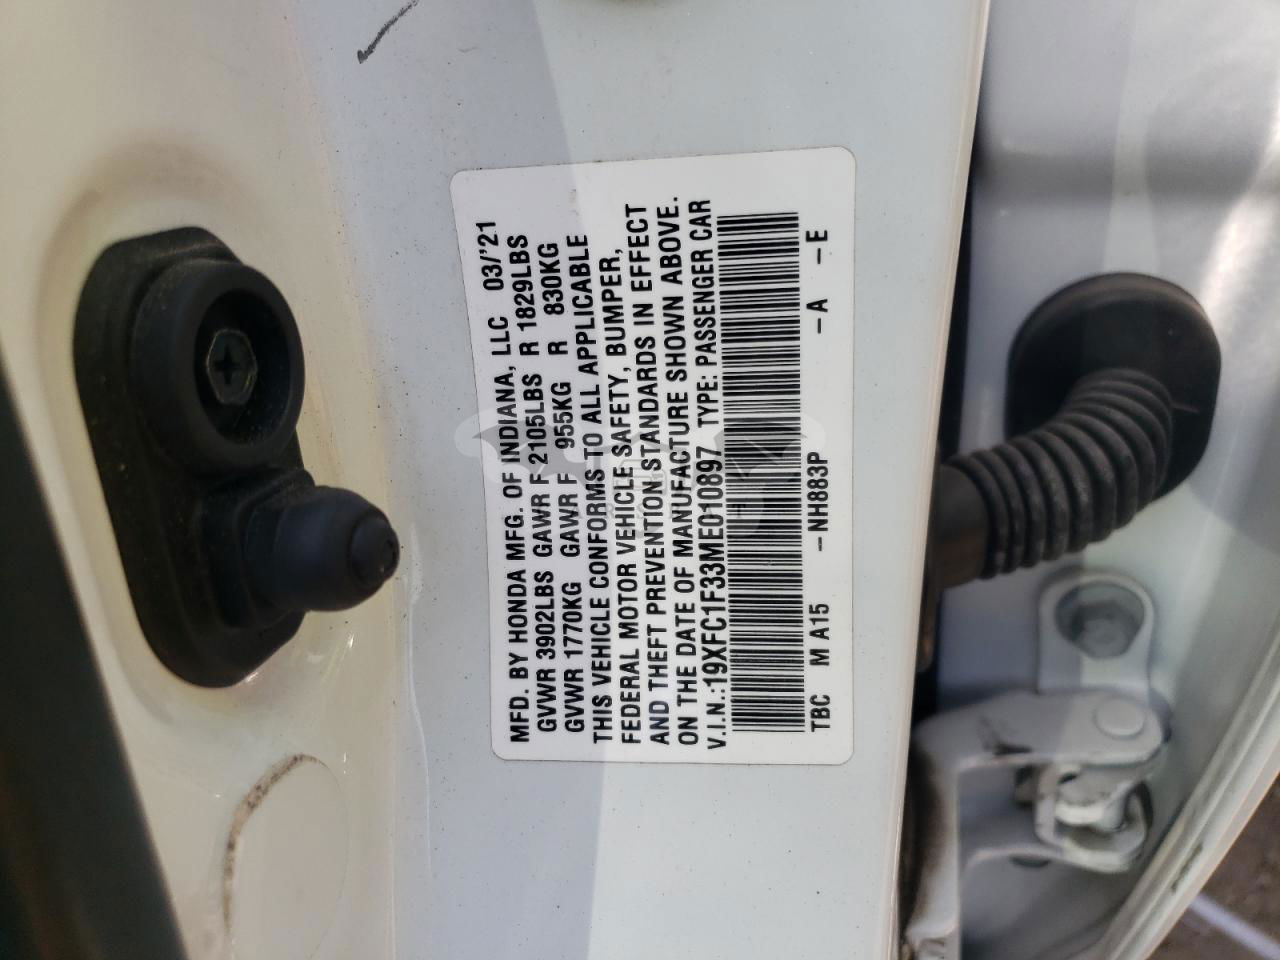 MFD. BY HONDA MFG. OF INDIANA, LLC 03/'21
GVWR 3902LBS GAWR F 2105LBS R 1829LBS
GVWR 1770KG GAWR F 955KG R 830KG
THIS VEHICLE CONFORMS TO ALL APPLICABLE
FEDERAL MOTOR VEHICLE SAFETY, BUMPER,
AND THEFT PREVENTION STANDARDS IN EFFECT
ON THE DATE OF MANUFACTURE SHOWN ABOVE.
V.I.N.:19XFC1F33ME010897 TYPE: PASSENGER CAR
TBC M A15 –NH883P –A –E